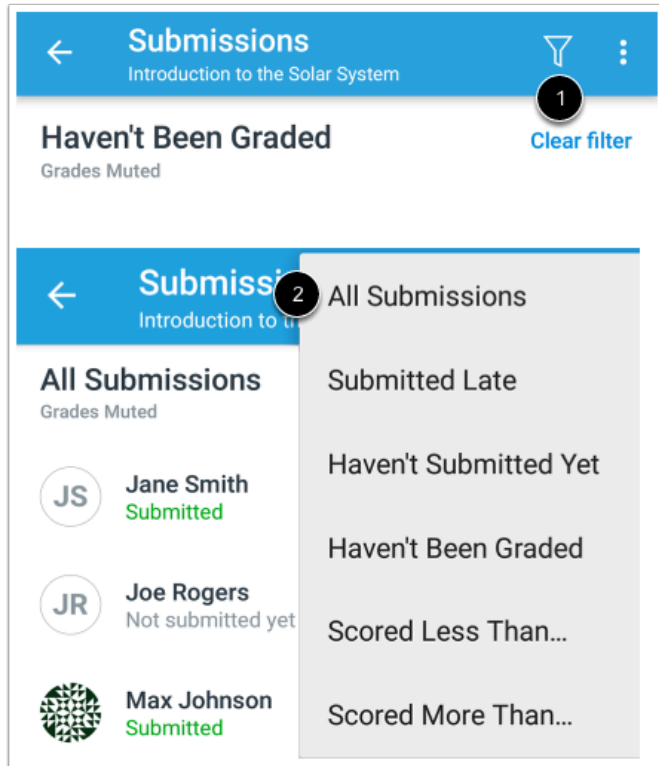 Submissions
Introduction to the Solar System
1
Haven't Been Graded
Clear filter
Grades Muted
Submissi
2
All Submissions
Introduction to
All Submissions
Grades Muted
Submitted Late
Haven't Submitted Yet
JS
Jane Smith
Submitted
Haven't Been Graded
JR
Joe Rogers
Not submitted yet
Scored Less Than...
Max Johnson
Submitted
Scored More Than...